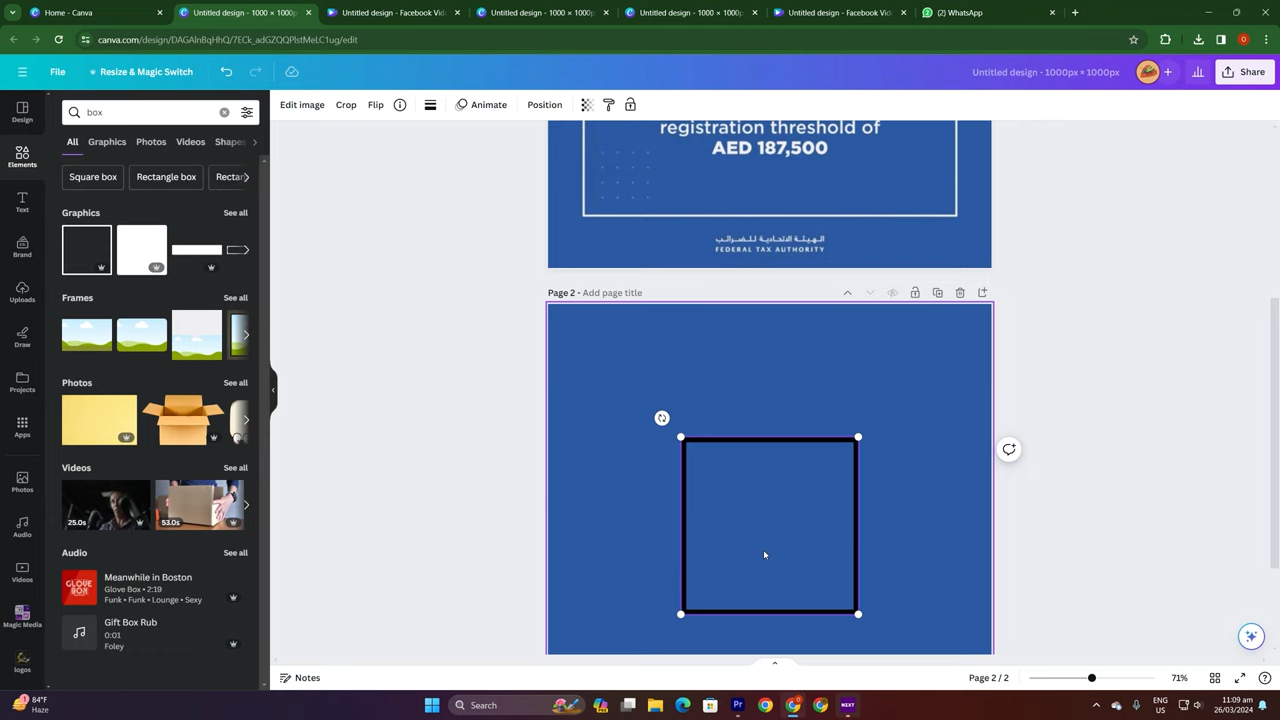 Home - Canva
Untitled design - 1000 × 1000p
Untitled design - Facebook Vide
Untitled design - 1000 × 1000p
Untitled design - 1000 × 1000p
Untitled design - Facebook Vide
(2) WhatsApp
canva.com/design/DAGAlnBqHhQ/7ECk_adGZQQPlstMeLC1ug/edit
File
Resize & Magic Switch
Untitled design - 1000px × 1000px
Share
Design
Elements
Text
Brand
Uploads
Draw
Projects
Apps
Photos
Audio
Videos
Magic Media
logos
box
All
Graphics
Photos
Videos
Shapes
Square box
Rectangle box
Rectan
Graphics
See all
Frames
See all
Photos
See all
Videos
See all
25.0s
53.0s
Audio
See all
Meanwhile in Boston
Glove Box • 2:19
Funk • Funk • Lounge • Sexy
Gift Box Rub
0:01
Foley
Edit image
Crop
Flip
Animate
Position
registration threshold of
AED 187,500
الهيئة الاتحادية للضرائب
FEDERAL TAX AUTHORITY
Page 2 - Add page title
Notes
Page 2 / 2
71%
84°F
Haze
Search
NEXT
ENG
US
11:09 am
26/03/2024